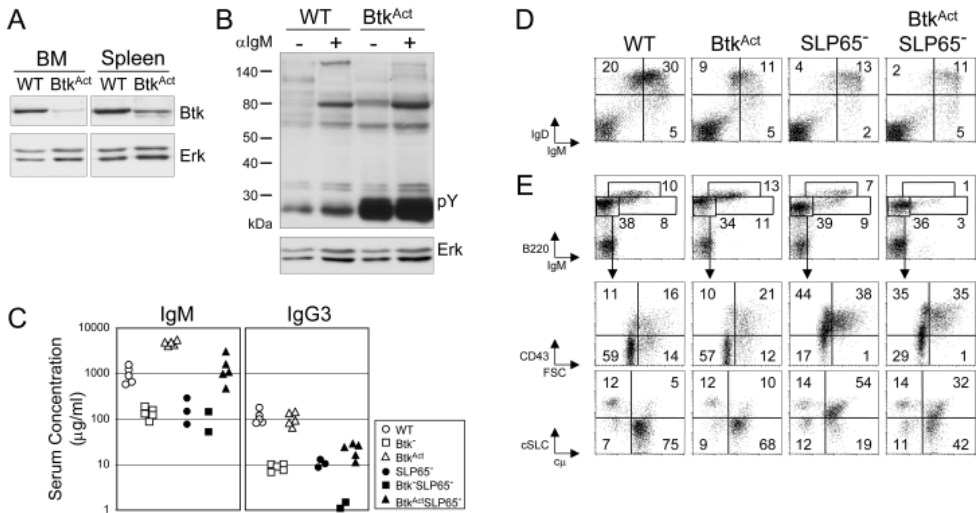 A
BM Spleen
WT Btk^Act WT Btk^Act
Btk
Erk
B
WT Btk^Act
αIgM - + - +
140
80
60
50
40
30
kDa
pY
Erk
C
IgM IgG3
Serum Concentration
(μg/ml)
10000
1000
100
10
1
WT
Btk⁻
Btk^Act
SLP65⁻
Btk⁻SLP65⁻
Btk^ActSLP65⁻
D
WT Btk^Act SLP65⁻ Btk^Act
SLP65⁻
20 30 9 11 4 13 2 11
5 5 2 5
IgD
IgM
E
10 13 7 1
38 8 34 11 39 9 36 3
B220
IgM
11 16 10 21 44 38 35 35
59 14 57 12 17 1 29 1
CD43
FSC
12 5 12 10 14 54 14 32
7 75 9 68 12 19 11 42
cSLC
cμ